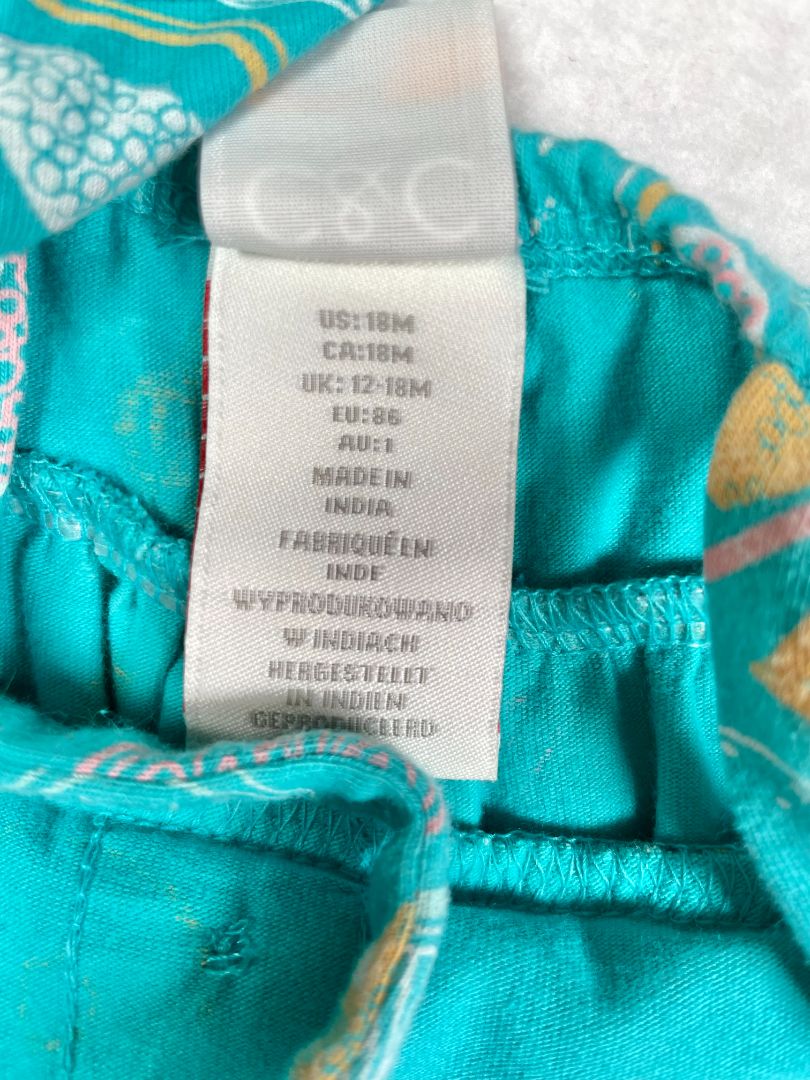 C&C
US: 18M
CA: 18M
UK: 12-18M
EU: 86
AU: 1
MADE IN
INDIA
FABRIQUÉ EN
INDE
WYPRODUKOWANO
W INDIACH
HERGESTELLT
IN INDIEN
GEPRODUCEERD